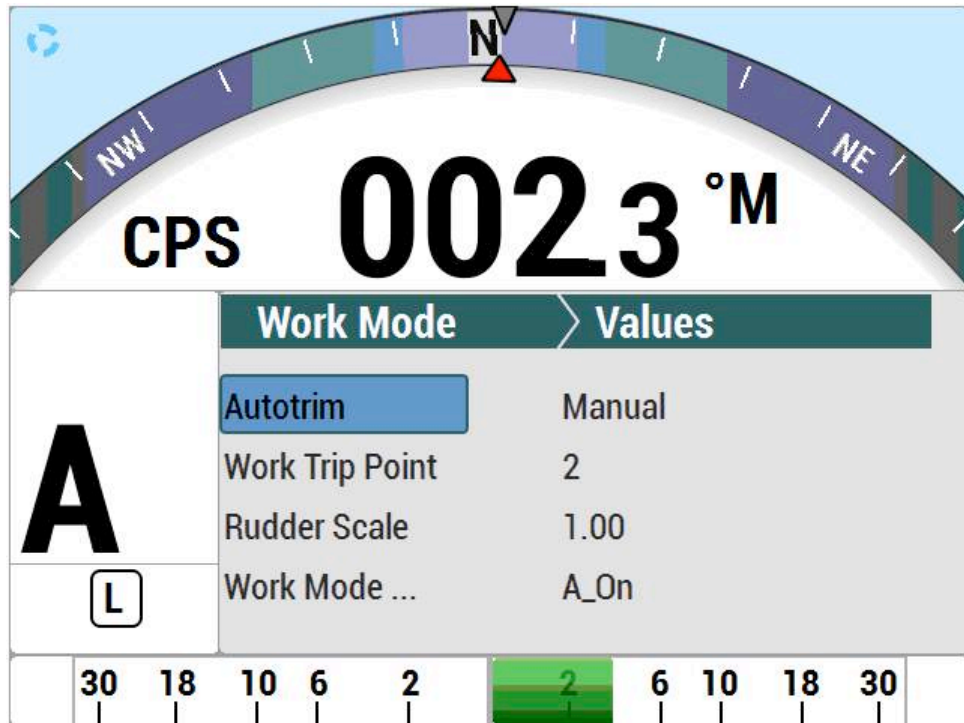 N
NW
NE
CPS 002.3 °M
Work Mode Values
Autotrim Manual
Work Trip Point 2
Rudder Scale 1.00
Work Mode ... A_On
A
L
30 18 10 6 2 2 6 10 18 30